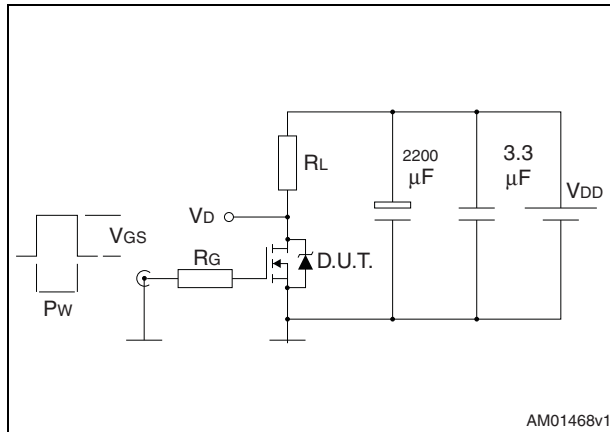 RL
2200
μF
3.3
μF
VDD
VD
VGS
RG
D.U.T.
PW
AM01468v1